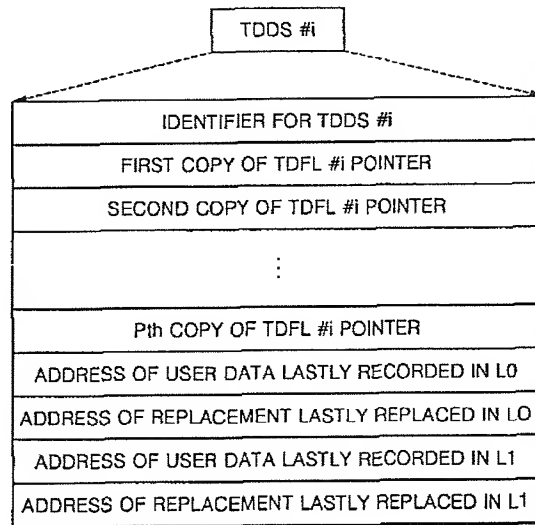 TDDS #i
IDENTIFIER FOR TDDS #i
FIRST COPY OF TDFL #i POINTER
SECOND COPY OF TDFL #i POINTER
⋮
Pth COPY OF TDFL #i POINTER
ADDRESS OF USER DATA LASTLY RECORDED IN L0
ADDRESS OF REPLACEMENT LASTLY REPLACED IN L0
ADDRESS OF USER DATA LASTLY RECORDED IN L1
ADDRESS OF REPLACEMENT LASTLY REPLACED IN L1